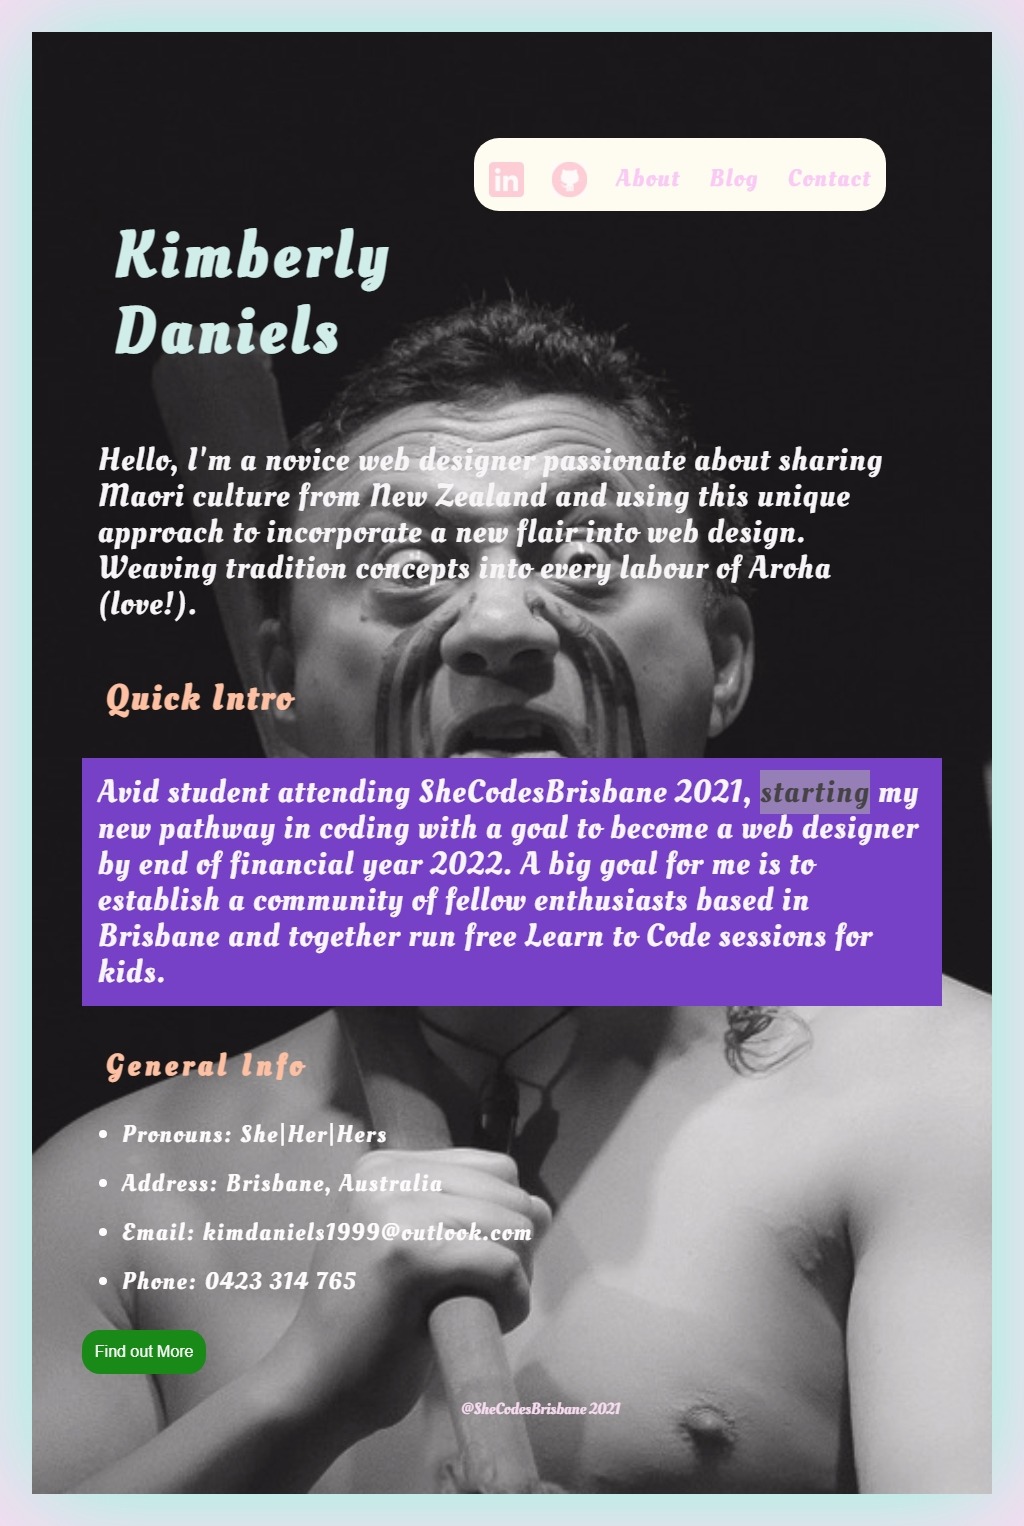 in
About Blog Contact
Kimberly
Daniels
Hello, I'm a novice web designer passionate about sharing
Maori culture from New Zealand and using this unique
approach to incorporate a new flair into web design.
Weaving tradition concepts into every labour of Aroha
(love!).
Quick Intro
Avid student attending SheCodesBrisbane 2021, starting my
new pathway in coding with a goal to become a web designer
by end of financial year 2022. A big goal for me is to
establish a community of fellow enthusiasts based in
Brisbane and together run free Learn to Code sessions for
kids.
General Info
• Pronouns: She|Her|Hers
• Address: Brisbane, Australia
• Email: kimdaniels1999@outlook.com
• Phone: 0423 314 765
Find out More
@SheCodesBrisbane 2021